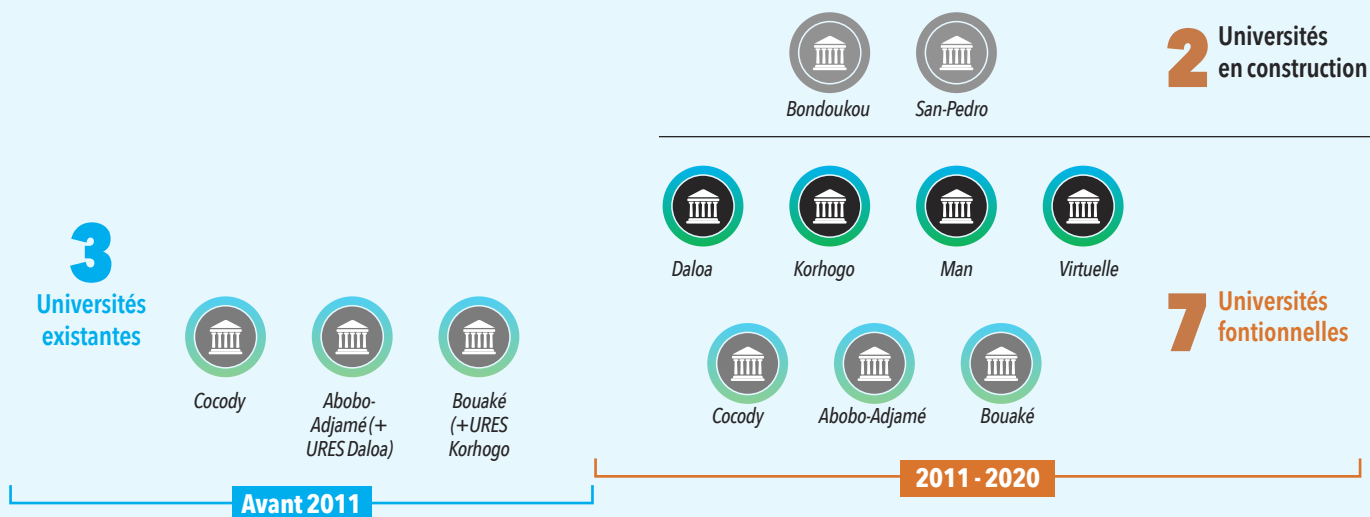 3
Universités
existantes
Cocody
Abobo-
Adjamé (+
URES Daloa)
Bouaké
(+URES
Korhogo
Avant 2011
Bondoukou
San-Pedro
2
Universités
en construction
Daloa
Korhogo
Man
Virtuelle
7
Universités
fontionnelles
Cocody
Abobo-Adjamé
Bouaké
2011 - 2020